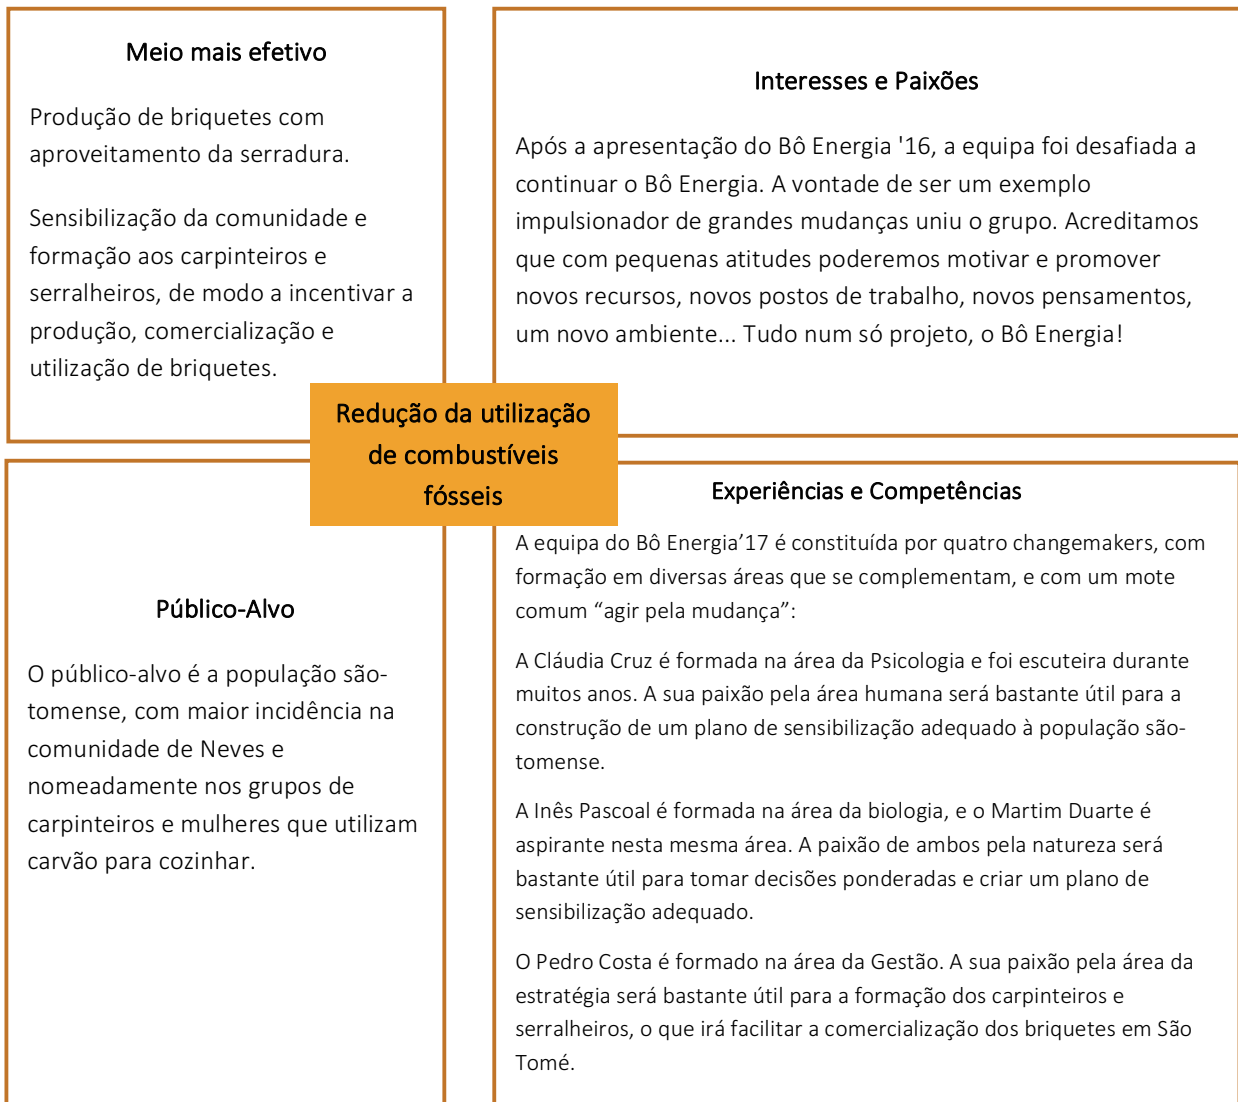 Meio mais efetivo
Produção de briquetes com
aproveitamento da serradura.
Sensibilização da comunidade e
formação aos carpinteiros e
serralheiros, de modo a incentivar a
produção, comercialização e
utilização de briquetes.
Interesses e Paixões
Após a apresentação do Bô Energia '16, a equipa foi desafiada a
continuar o Bô Energia. A vontade de ser um exemplo
impulsionador de grandes mudanças uniu o grupo. Acreditamos
que com pequenas atitudes poderemos motivar e promover
novos recursos, novos postos de trabalho, novos pensamentos,
um novo ambiente... Tudo num só projeto, o Bô Energia!
Redução da utilização
de combustíveis
fósseis
Público-Alvo
O público-alvo é a população são-
tomense, com maior incidência na
comunidade de Neves e
nomeadamente nos grupos de
carpinteiros e mulheres que utilizam
carvão para cozinhar.
Experiências e Competências
A equipa do Bô Energia’17 é constituída por quatro changemakers, com
formação em diversas áreas que se complementam, e com um mote
comum “agir pela mudança”:
A Cláudia Cruz é formada na área da Psicologia e foi escuteira durante
muitos anos. A sua paixão pela área humana será bastante útil para a
construção de um plano de sensibilização adequado à população são-
tomense.
A Inês Pascoal é formada na área da biologia, e o Martim Duarte é
aspirante nesta mesma área. A paixão de ambos pela natureza será
bastante útil para tomar decisões ponderadas e criar um plano de
sensibilização adequado.
O Pedro Costa é formado na área da Gestão. A sua paixão pela área da
estratégia será bastante útil para a formação dos carpinteiros e
serralheiros, o que irá facilitar a comercialização dos briquetes em São
Tomé.